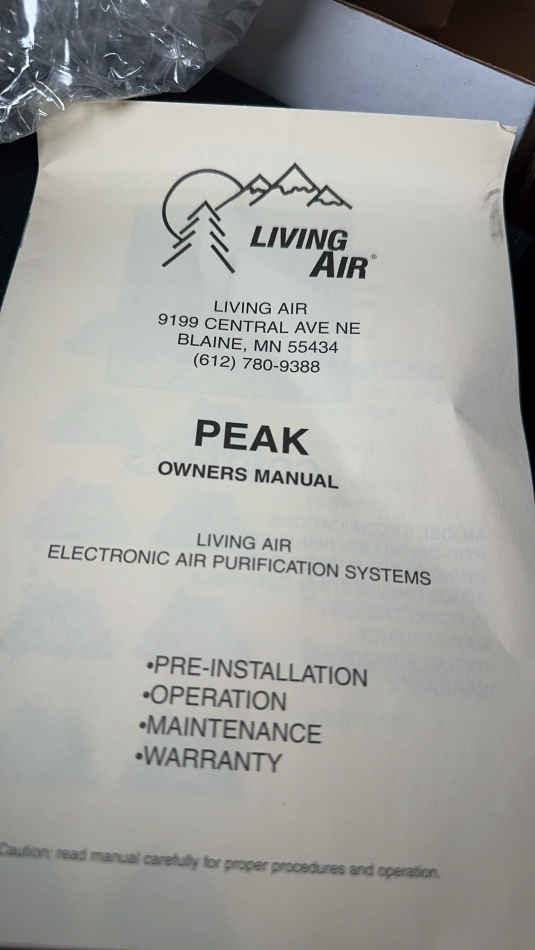 LIVING
AIR®
LIVING AIR
9199 CENTRAL AVE NE
BLAINE, MN 55434
(612) 780-9388
PEAK
OWNERS MANUAL
LIVING AIR
ELECTRONIC AIR PURIFICATION SYSTEMS
•PRE-INSTALLATION
•OPERATION
•MAINTENANCE
•WARRANTY
Caution: read manual carefully for proper procedures and operation.